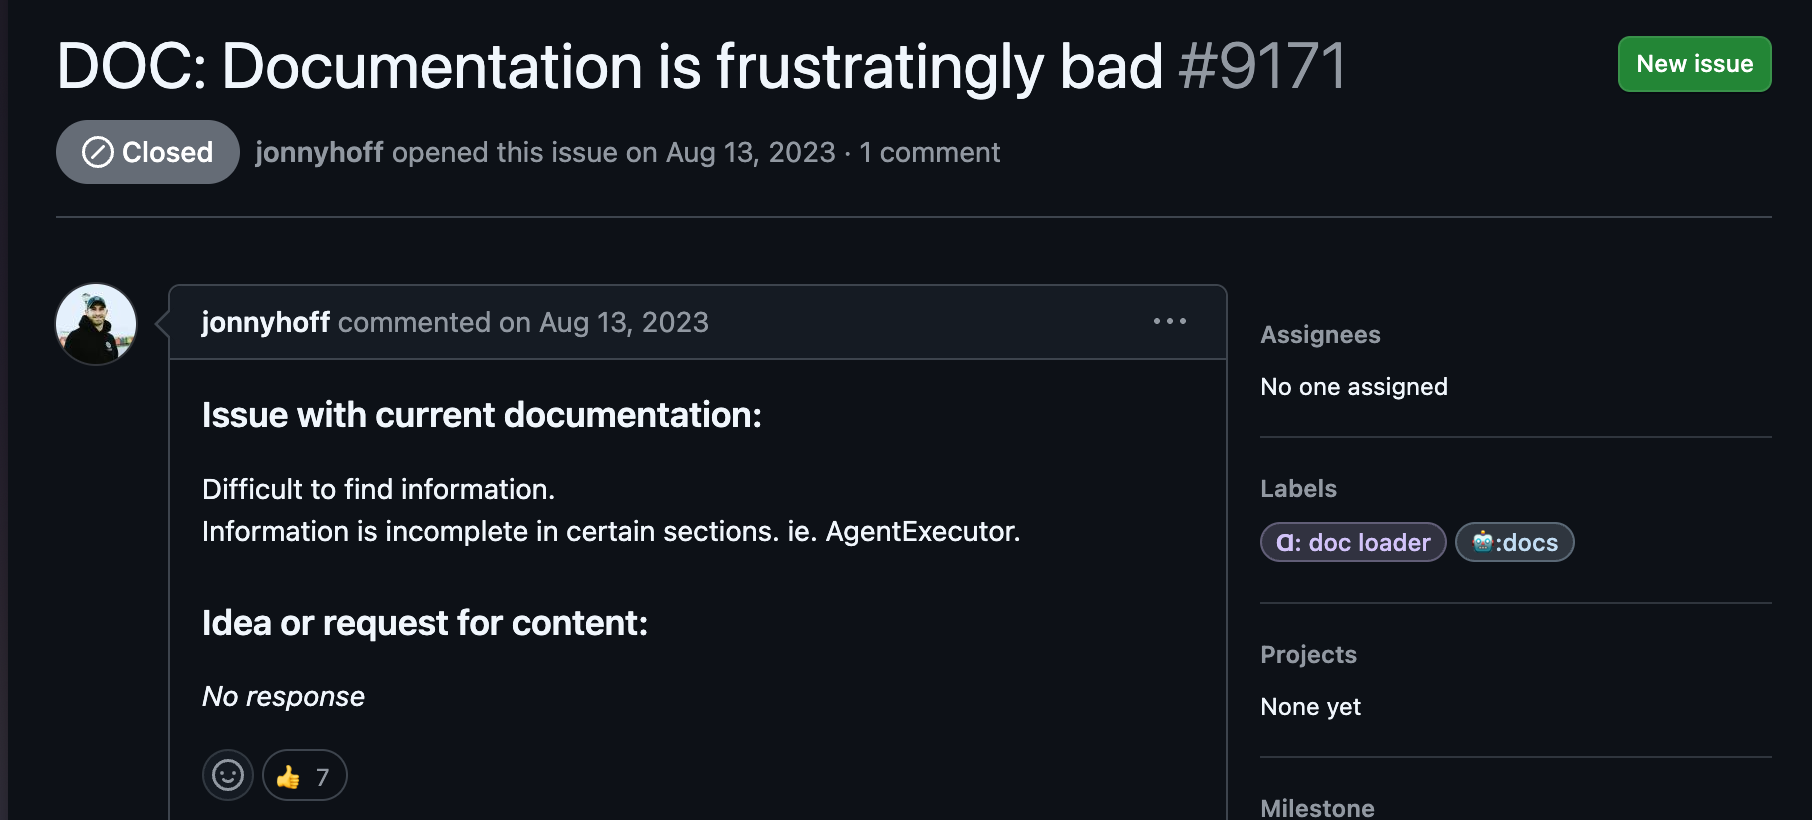 DOC: Documentation is frustratingly bad #9171
New issue
Closed
jonnyhoff opened this issue on Aug 13, 2023 · 1 comment
jonnyhoff commented on Aug 13, 2023
Issue with current documentation:
Difficult to find information.
Information is incomplete in certain sections. ie. AgentExecutor.
Idea or request for content:
No response
👍 7
Assignees
No one assigned
Labels
Ɑ: doc loader
🤖:docs
Projects
None yet
Milestone